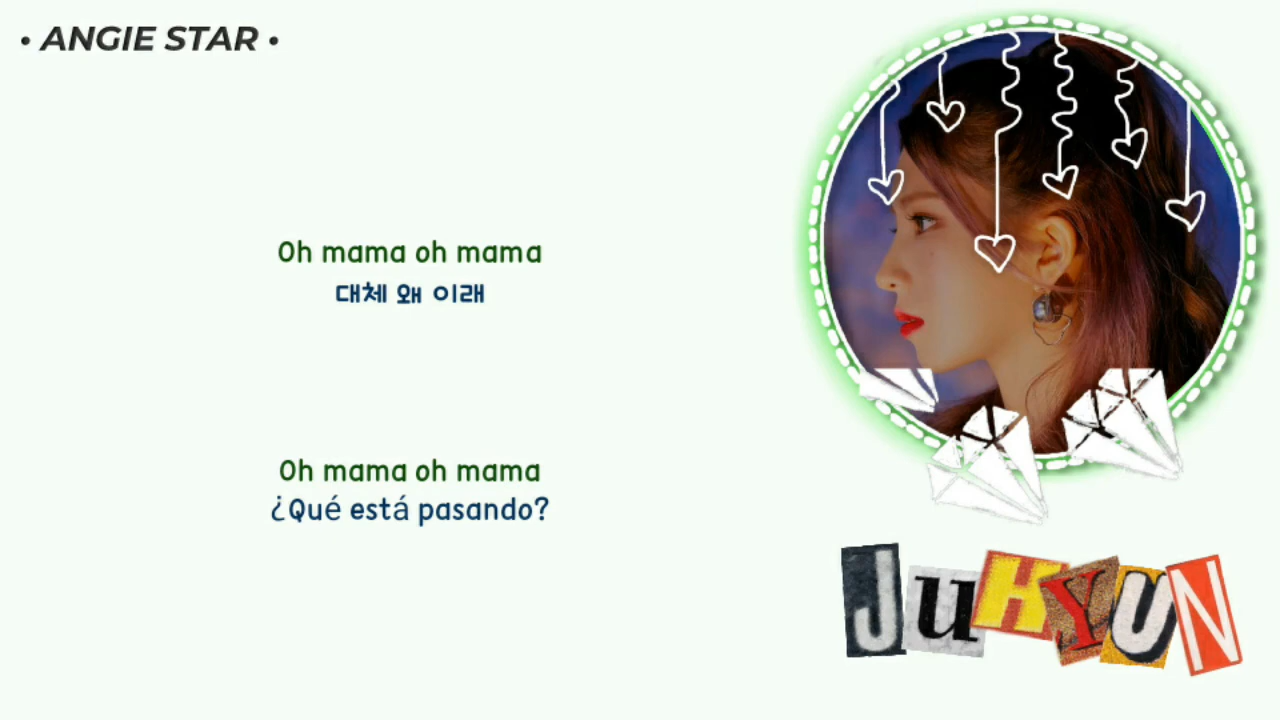 • ANGIE STAR •
Oh mama oh mama
대체 왜 이래
Oh mama oh mama
¿Qué está pasando?
JuHYUN